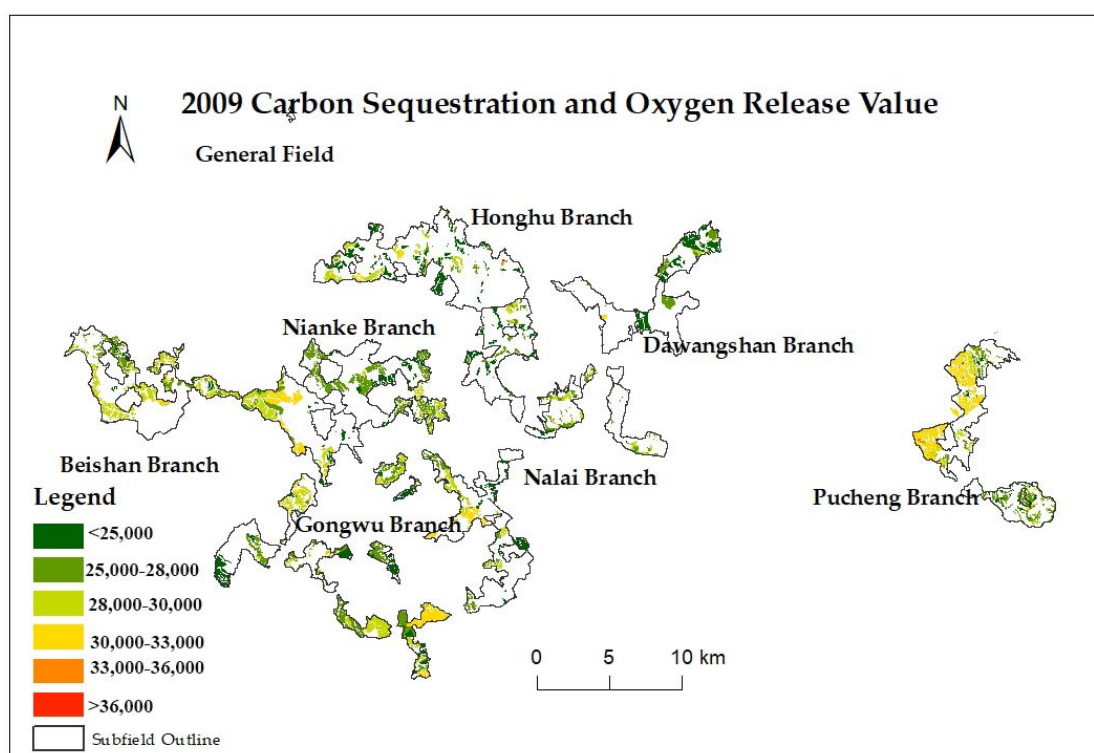 2009 Carbon Sequestration and Oxygen Release Value
N
General Field
Honghu Branch
Nianke Branch
Dawangshan Branch
Beishan Branch
Nalai Branch
Pucheng Branch
Gongwu Branch
Legend
<25,000
25,000-28,000
28,000-30,000
30,000-33,000
33,000-36,000
>36,000
Subfield Outline
0 5 10 km